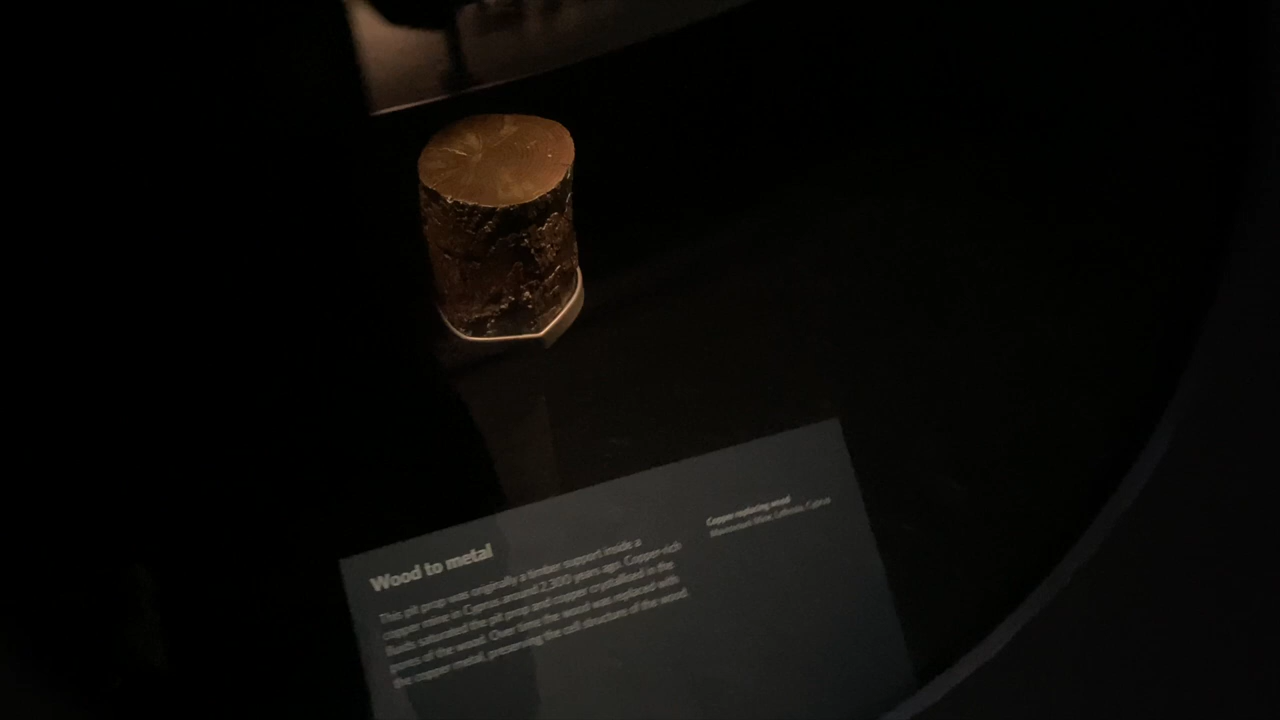 Wood to metal
This pit prop was originally a timber support inside a
copper mine in Cyprus around 2,300 years ago. Copper-rich
fluids saturated the pit prop and copper crystallised in the
pores of the wood. Over time the wood was replaced with
the copper metal, preserving the cell structure of the wood.
Copper replacing wood
Mine, Cyprus